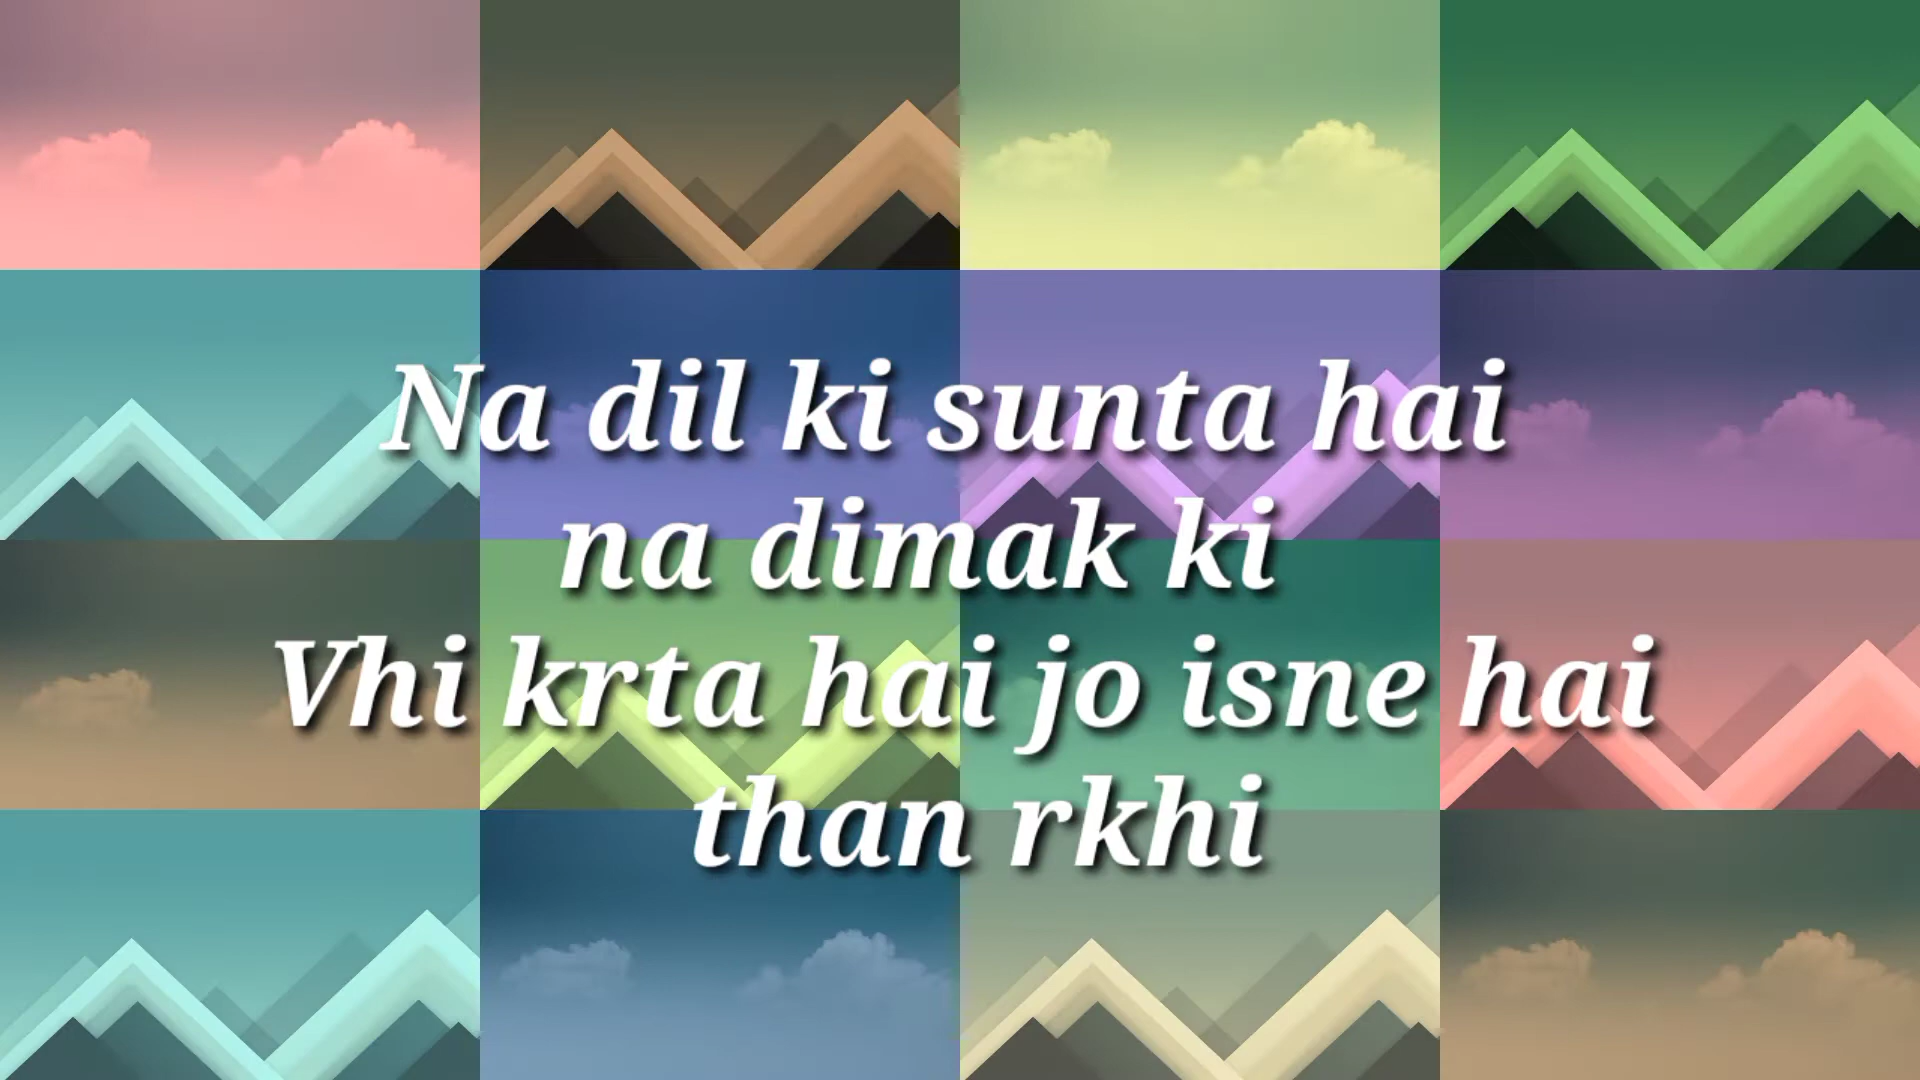 Na dil ki sunta hai
na dimak ki
Vhi krta hai jo isne hai
than rkhi